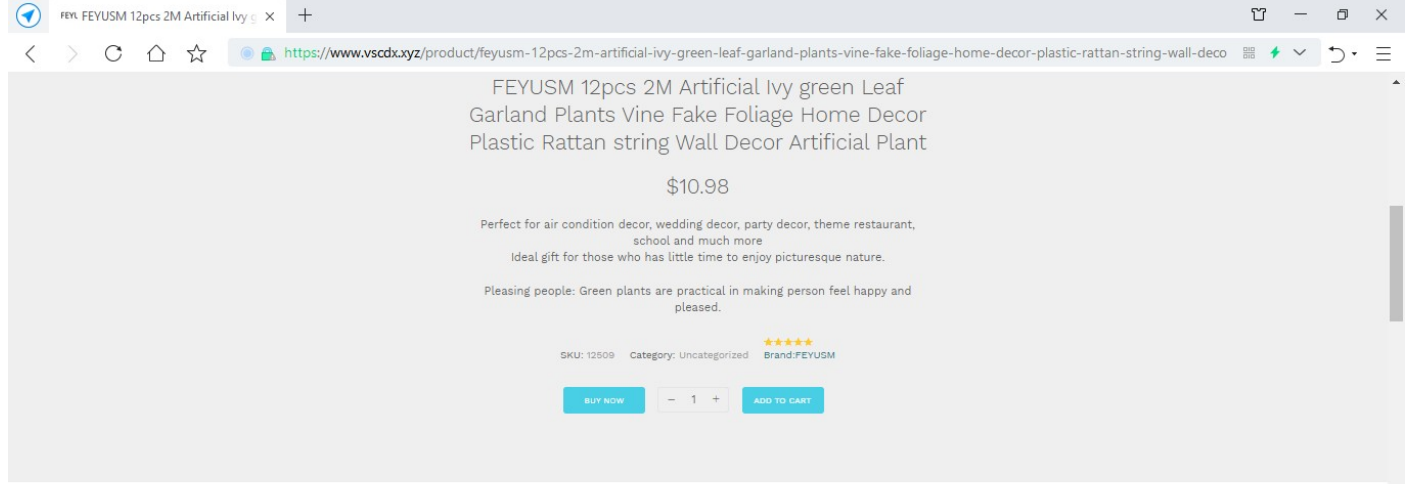 FEYL FEYUSM 12pcs 2M Artificial Ivy g
https://www.vscdx.xyz/product/feyusm-12pcs-2m-artificial-ivy-green-leaf-garland-plants-vine-fake-foliage-home-decor-plastic-rattan-string-wall-deco
FEYUSM 12pcs 2M Artificial Ivy green Leaf
Garland Plants Vine Fake Foliage Home Decor
Plastic Rattan string Wall Decor Artificial Plant
$10.98
Perfect for air condition decor, wedding decor, party decor, theme restaurant,
school and much more
Ideal gift for those who has little time to enjoy picturesque nature.
Pleasing people: Green plants are practical in making person feel happy and
pleased.
SKU: 12509 Category: Uncategorized Brand:FEYUSM
BUY NOW − 1 + ADD TO CART